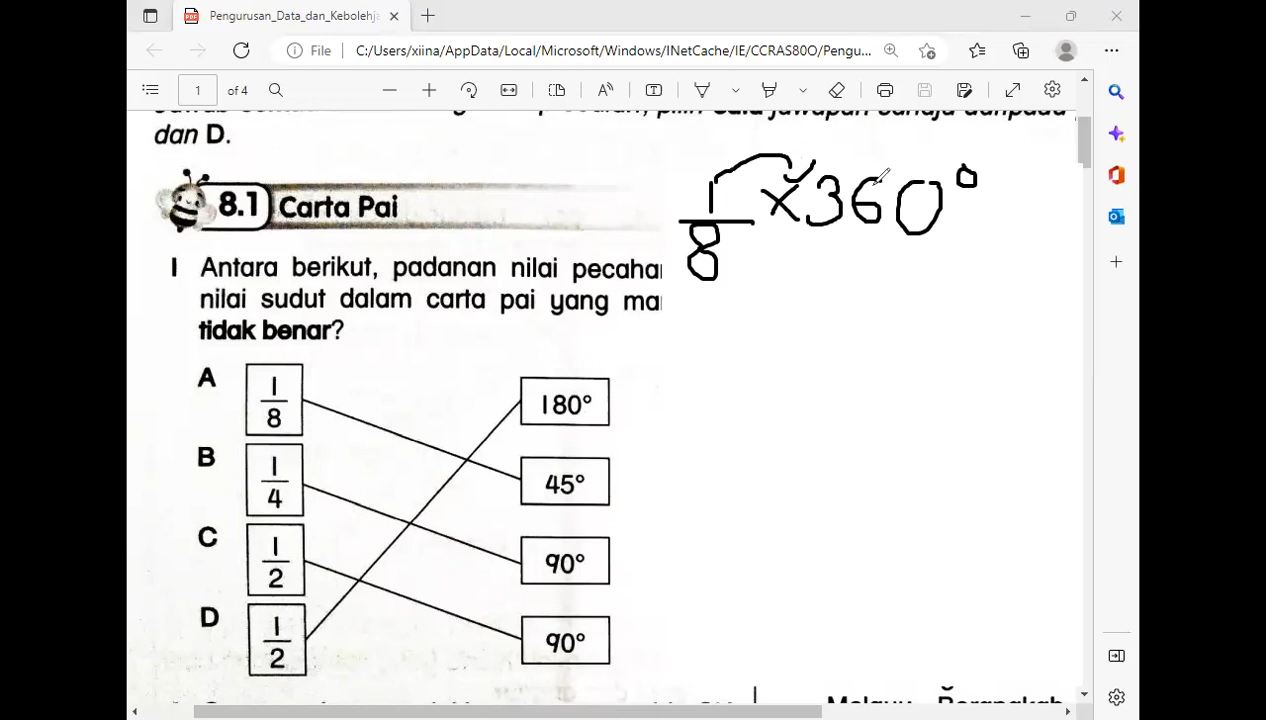 Pengurusan_Data_dan_Kebolehja
File
C:/Users/xiina/AppData/Local/Microsoft/Windows/INetCache/IE/CCRAS80O/Pengu...
1 of 4
dan D.
8.1 Carta Pai
1/8 × 360°
1 Antara berikut, padanan nilai pecahan
nilai sudut dalam carta pai yang ma
tidak benar?
A 1/8 180°
B 1/4 45°
C 1/2 90°
D 1/2 90°